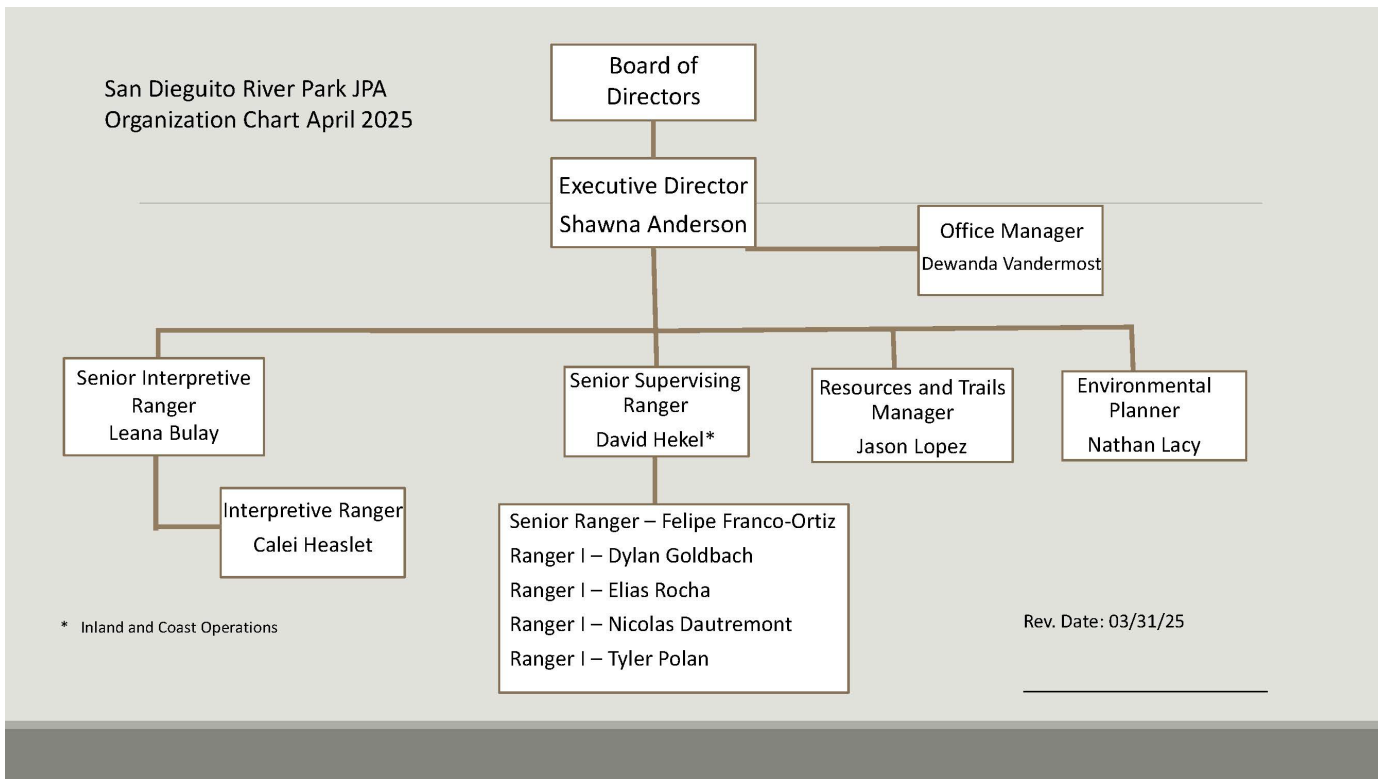 San Dieguito River Park JPA
Organization Chart April 2025
Board of
Directors
Executive Director
Shawna Anderson
Office Manager
Dewanda Vandermost
Senior Interpretive
Ranger
Leana Bulay
Senior Supervising
Ranger
David Hekel*
Resources and Trails
Manager
Jason Lopez
Environmental
Planner
Nathan Lacy
Interpretive Ranger
Calei Heaslet
Senior Ranger – Felipe Franco-Ortiz
Ranger I – Dylan Goldbach
Ranger I – Elias Rocha
Ranger I – Nicolas Dautremont
Ranger I – Tyler Polan
* Inland and Coast Operations
Rev. Date: 03/31/25